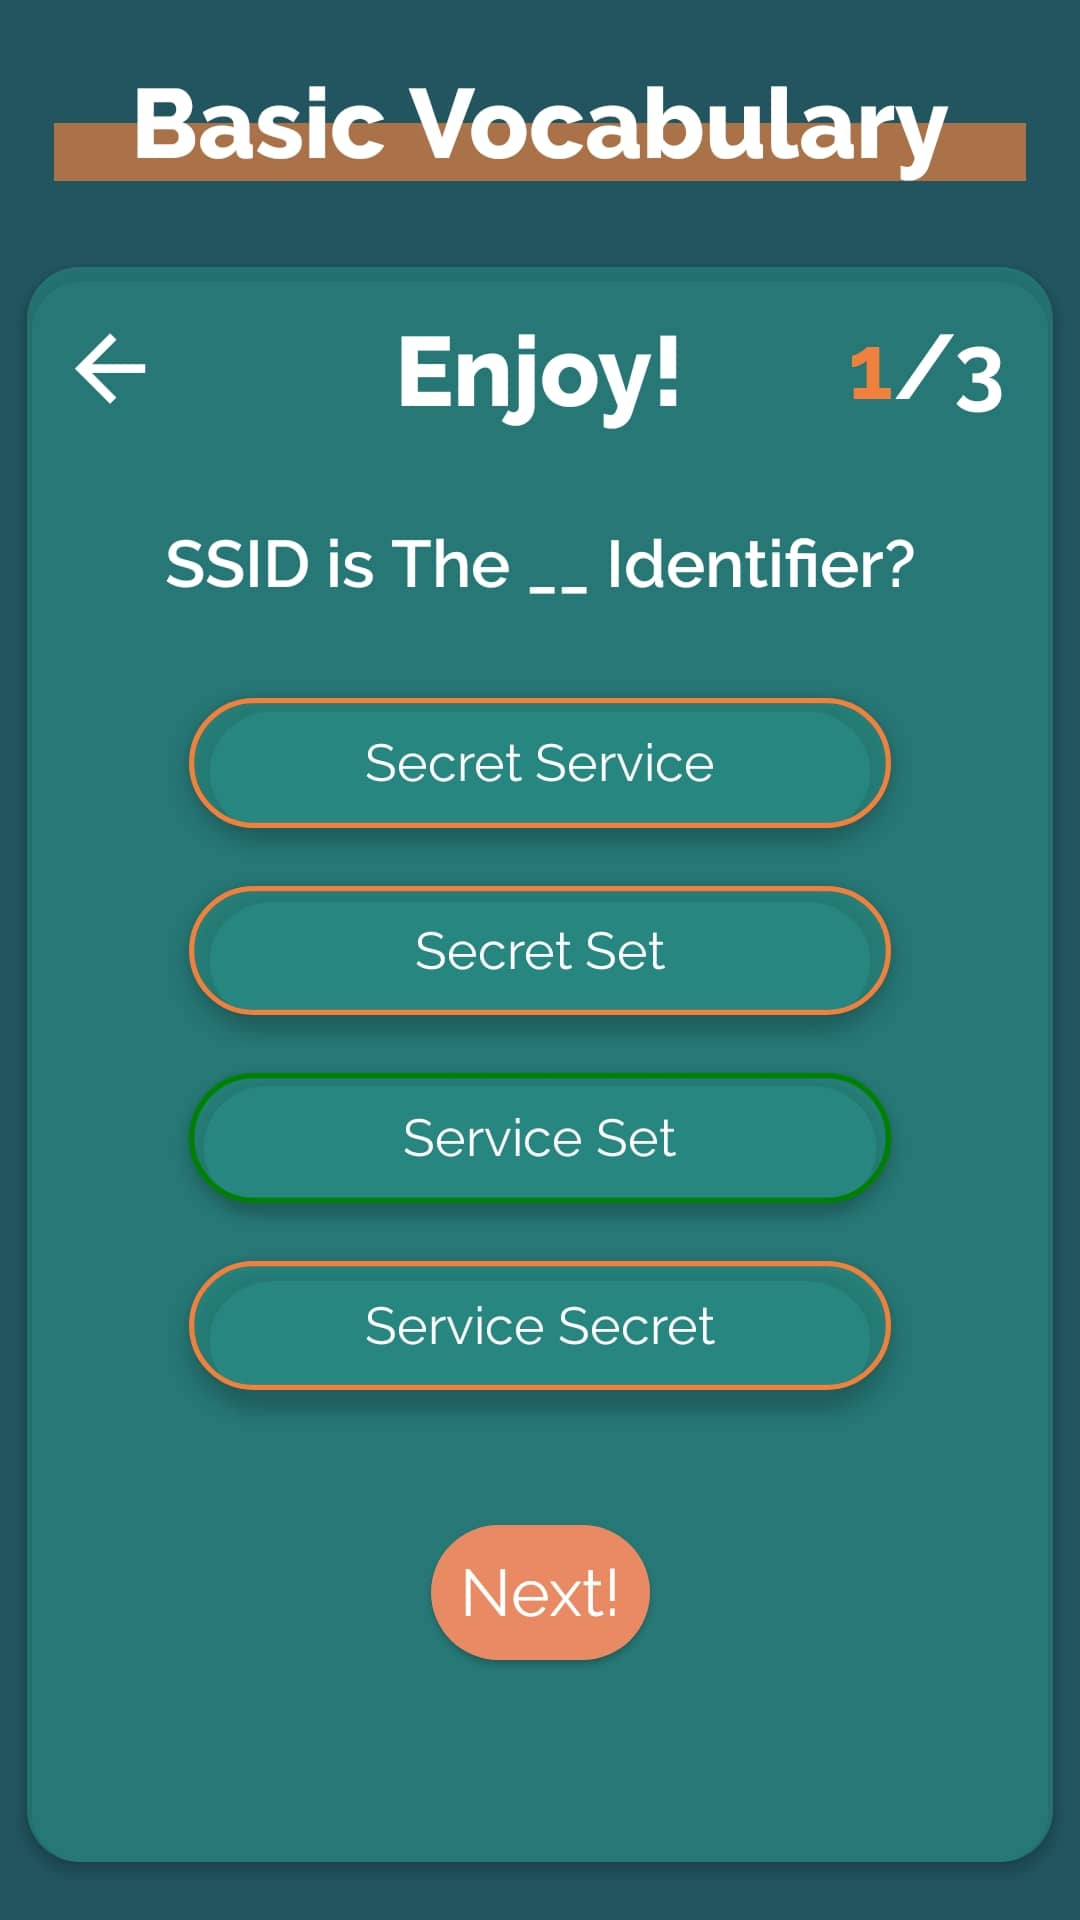 Basic Vocabulary
Enjoy!
1/3
SSID is The __ Identifier?
Secret Service
Secret Set
Service Set
Service Secret
Next!